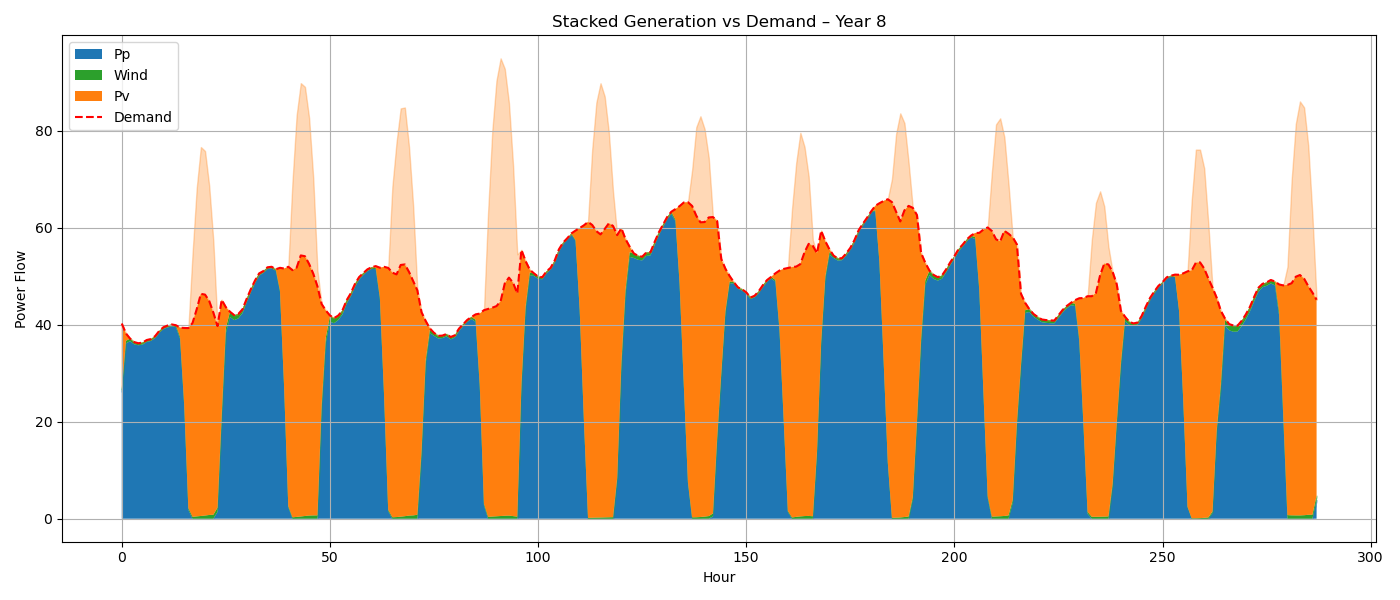 Stacked Generation vs Demand – Year 8
Pp
Wind
Pv
Demand
Power Flow
80
60
40
20
0
0 50 100 150 200 250 300
Hour